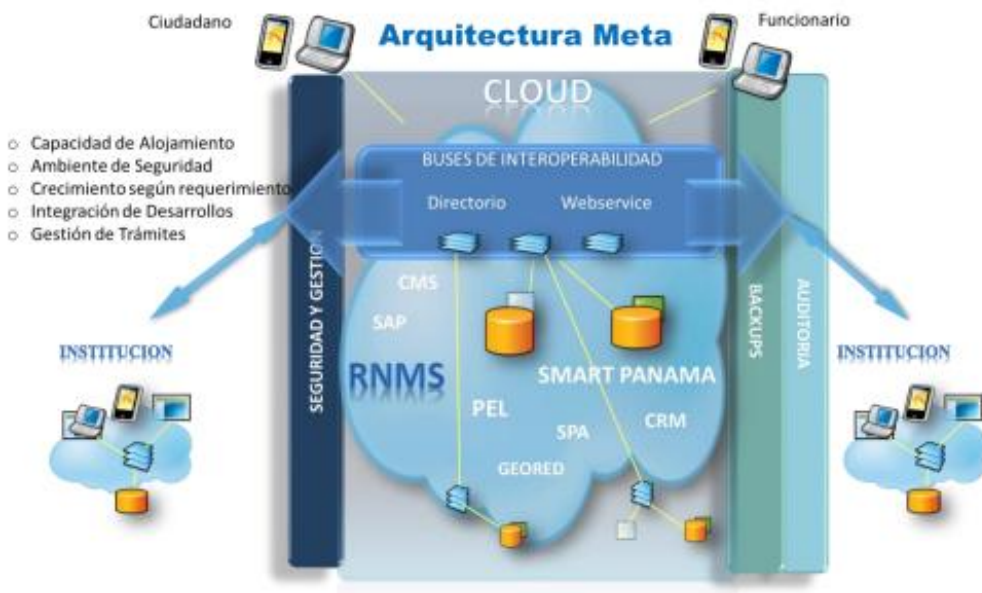 Ciudadano
Funcionario
Arquitectura Meta
CLOUD
○ Capacidad de Alojamiento
○ Ambiente de Seguridad
○ Crecimiento según requerimiento
○ Integración de Desarrollos
○ Gestión de Trámites
BUSES DE INTEROPERABILIDAD
Directorio Webservice
SEGURIDAD Y GESTION
CMS
SAP
RNMS
SMART PANAMA
PEL
SPA
CRM
GEORED
BACKUPS
AUDITORIA
INSTITUCION
INSTITUCION